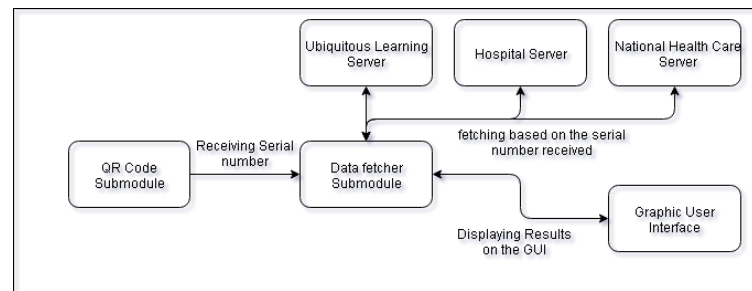 Ubiquitous Learning
Server
Hospital Server
National Health Care
Server
fetching based on the serial
number received
Receiving Serial
number
QR Code
Submodule
Data fetcher
Submodule
Graphic User
Interface
Displaying Results
on the GUI